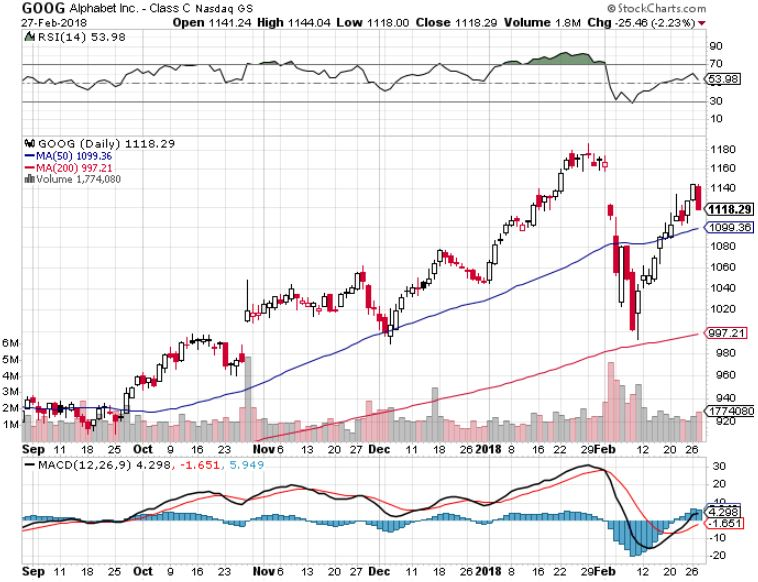 GOOG Alphabet Inc. - Class C Nasdaq GS © StockCharts.com
27-Feb-2018 Open 1141.24 High 1144.04 Low 1118.00 Close 1118.29 Volume 1.8M Chg -25.46 (-2.23%)
RSI(14) 53.98
90
70
53.98
30
10
GOOG (Daily) 1118.29
MA(50) 1099.36
MA(200) 997.21
Volume 1,774,080
1180
1160
1140
1118.29
1099.36
1080
1060
1040
1020
997.21
980
960
940
920
6M
5M
4M
3M
2M
1M
1774080
Sep 11 18 25 Oct 9 16 23 Nov 6 13 20 27 Dec 11 18 26 2018 8 16 22 29 Feb 12 20 26
MACD(12,26,9) 4.298, -1.651, 5.949
30
20
10
4.298
-1.651
-10
-20
Sep 11 18 25 Oct 9 16 23 Nov 6 13 20 27 Dec 11 18 26 2018 8 16 22 29 Feb 12 20 26